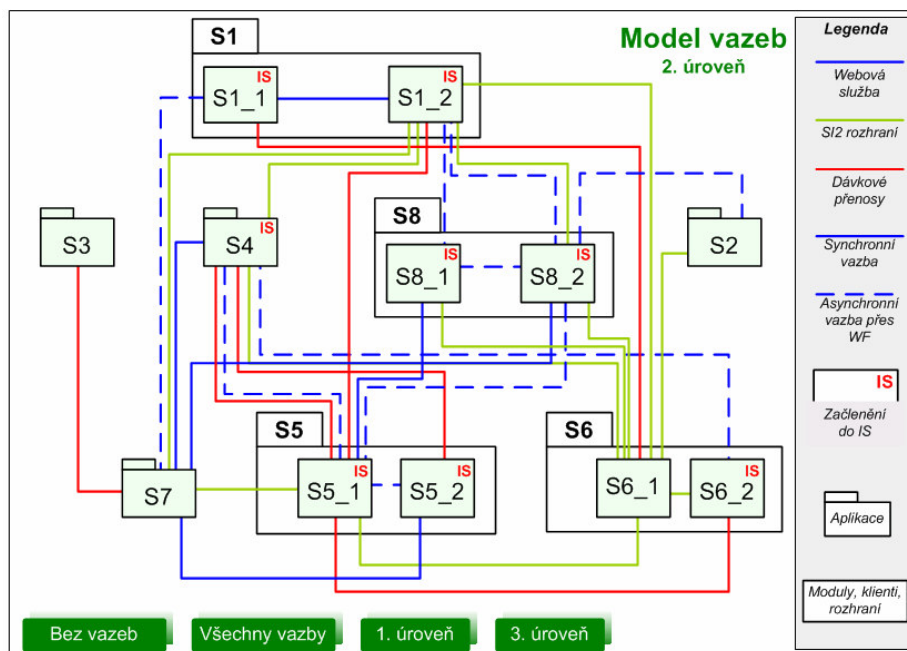 S1
Model vazeb
2. úroveň
IS
S1_1
IS
S1_2
S3
IS
S4
S8
IS
S8_1
IS
S8_2
S2
S5
IS
S5_1
IS
S5_2
S6
S6_1
IS
S6_2
S7
Bez vazeb
Všechny vazby
1. úroveň
3. úroveň
Legenda
Webová
služba
SI2 rozhraní
Dávkové
přenosy
Synchronní
vazba
Asynchronní
vazba přes
WF
IS
Začlenění
do IS
Aplikace
Moduly, klienti,
rozhraní